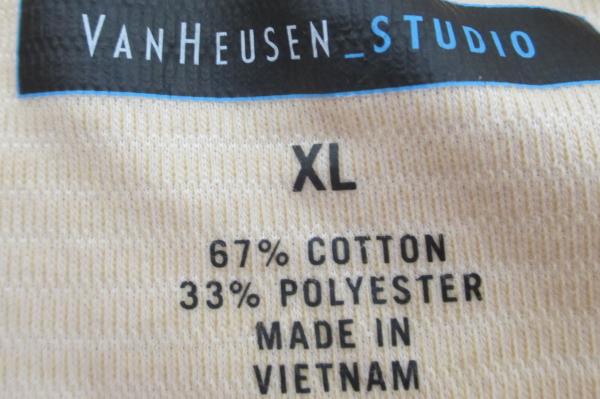 VANHEUSEN_STUDIO
XL
67% COTTON
33% POLYESTER
MADE IN
VIETNAM